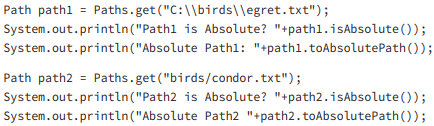 Path path1 = Paths.get("C:\\birds\\egret.txt");
System.out.println("Path1 is Absolute? "+path1.isAbsolute());
System.out.println("Absolute Path1: "+path1.toAbsolutePath());
Path path2 = Paths.get("birds/condor.txt");
System.out.println("Path2 is Absolute? "+path2.isAbsolute());
System.out.println("Absolute Path2 "+path2.toAbsolutePath());